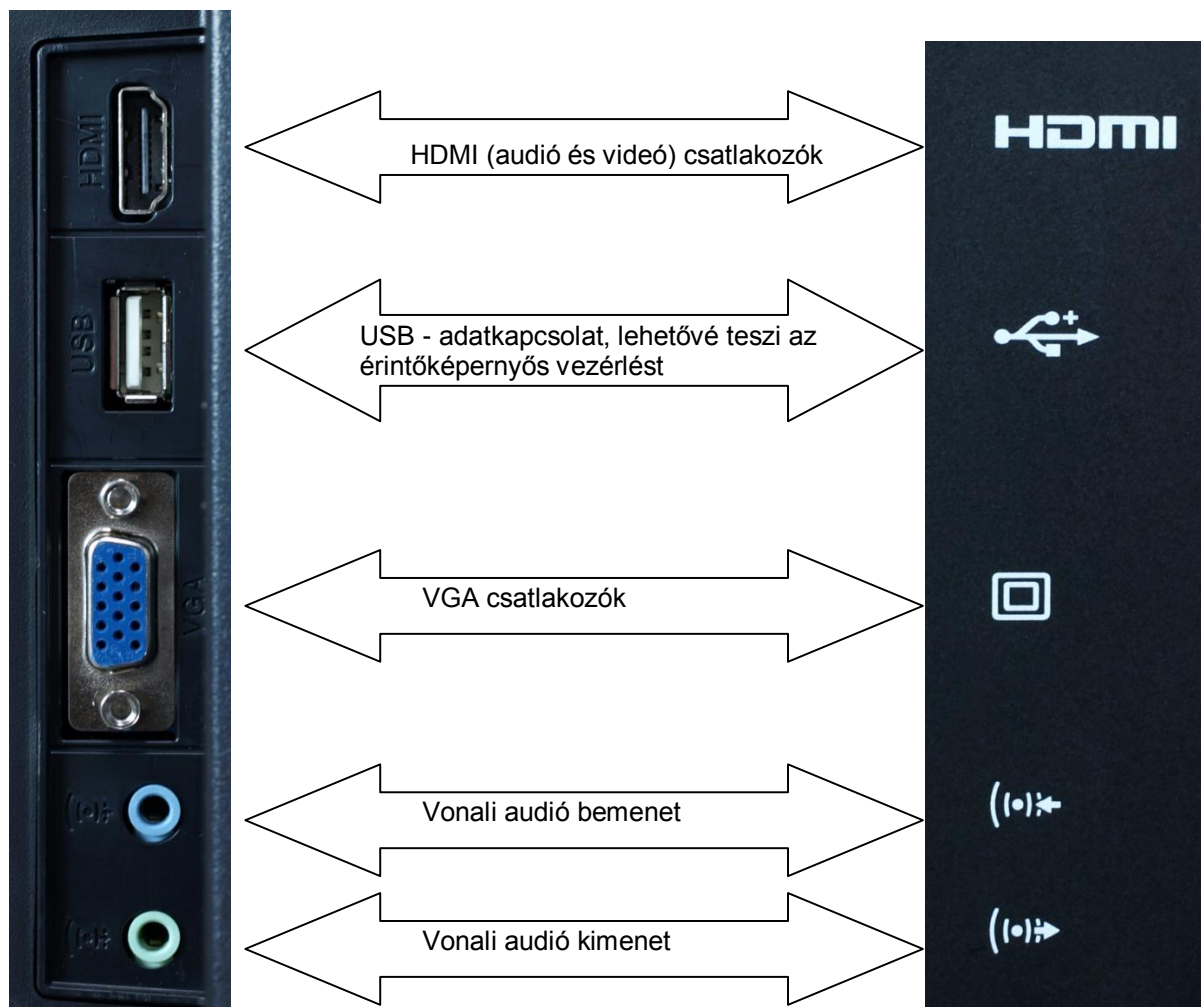 HDMI
HDMI (audió és videó) csatlakozók
HDMI
USB
USB - adatkapcsolat, lehetővé teszi az
érintőképernyős vezérlést
VGA
VGA csatlakozók
Vonali audió bemenet
Vonali audió kimenet